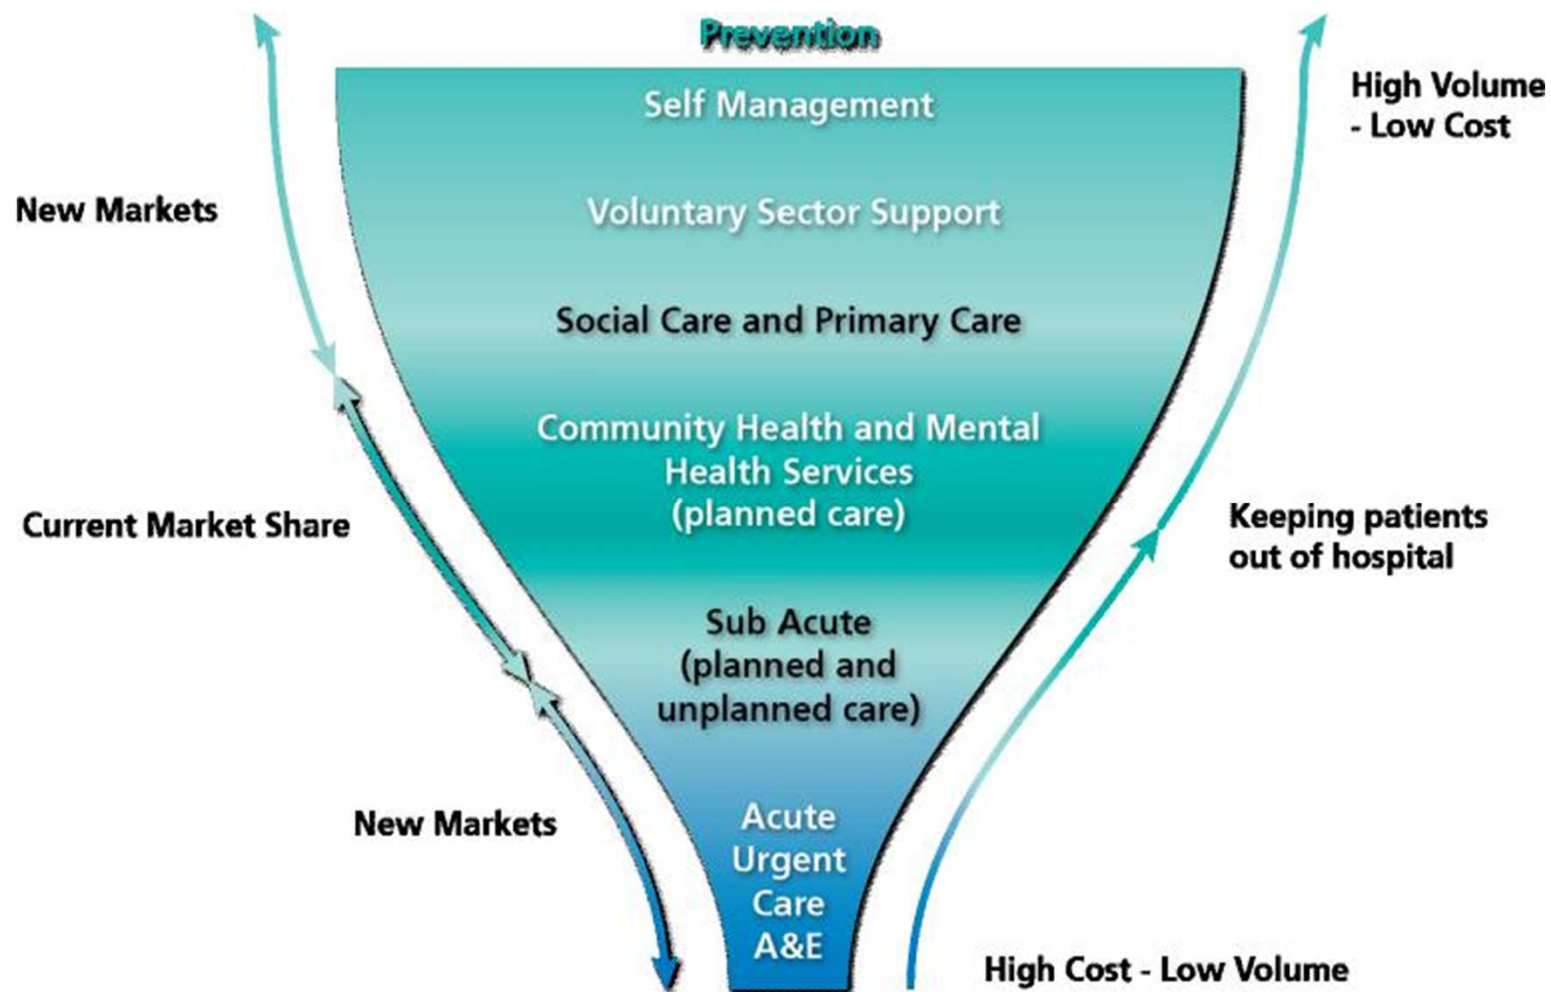 Prevention
Self Management
High Volume
- Low Cost
New Markets
Voluntary Sector Support
Social Care and Primary Care
Community Health and Mental
Health Services
(planned care)
Current Market Share
Keeping patients
out of hospital
Sub Acute
(planned and
unplanned care)
New Markets
Acute
Urgent
Care
A&E
High Cost - Low Volume